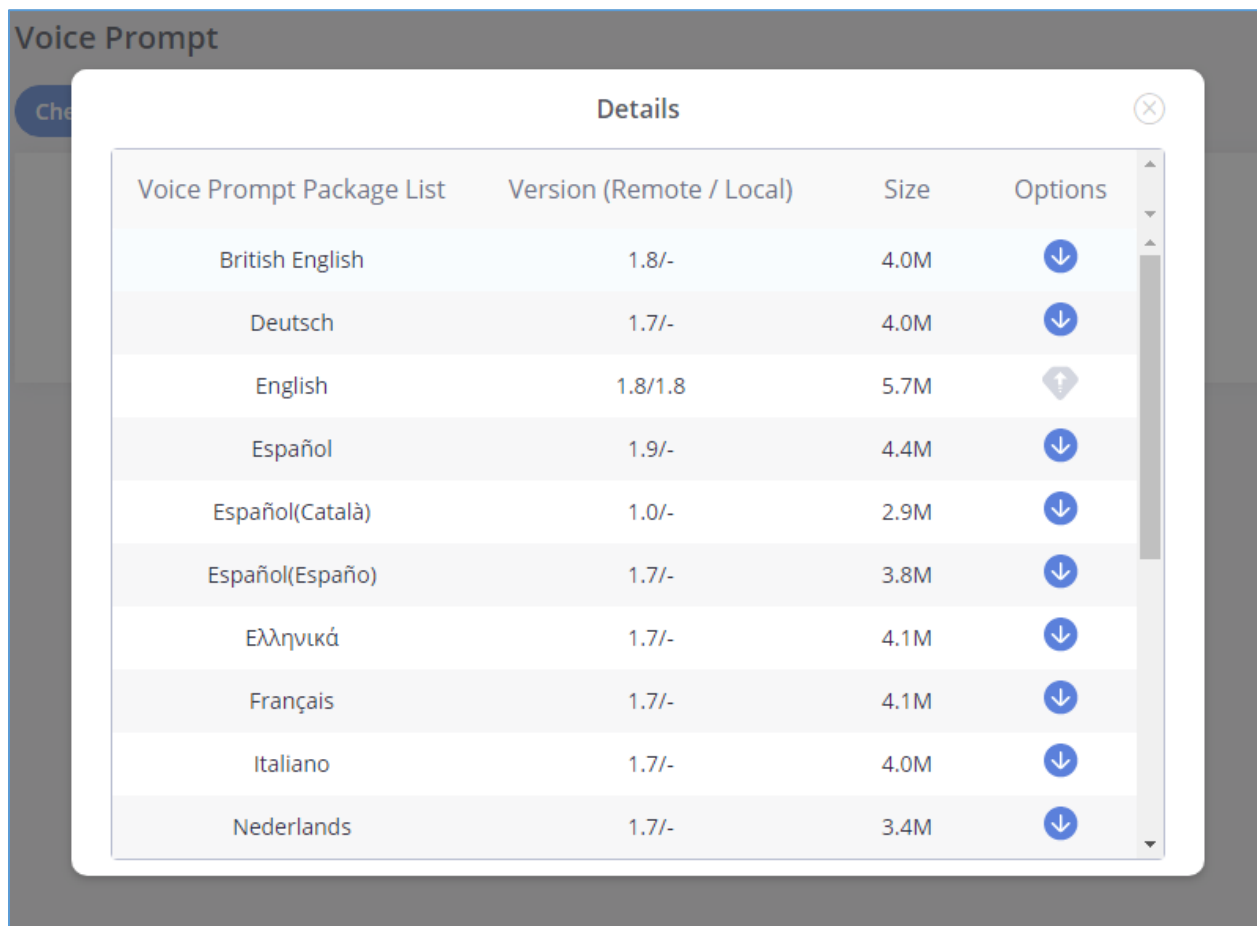 Voice Prompt
Che
Details
Voice Prompt Package List Version (Remote / Local) Size Options
British English 1.8/- 4.0M
Deutsch 1.7/- 4.0M
English 1.8/1.8 5.7M
Español 1.9/- 4.4M
Español(Català) 1.0/- 2.9M
Español(Españo) 1.7/- 3.8M
Ελληνικά 1.7/- 4.1M
Français 1.7/- 4.1M
Italiano 1.7/- 4.0M
Nederlands 1.7/- 3.4M